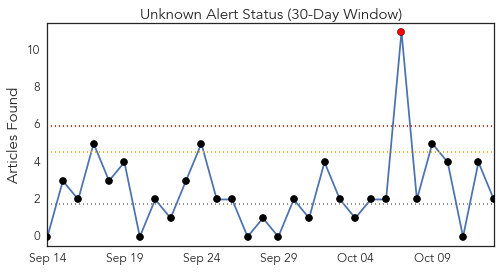 Unknown Alert Status (30-Day Window)
Articles Found
10
8
6
4
2
0
Sep 14 Sep 19 Sep 24 Sep 29 Oct 04 Oct 09